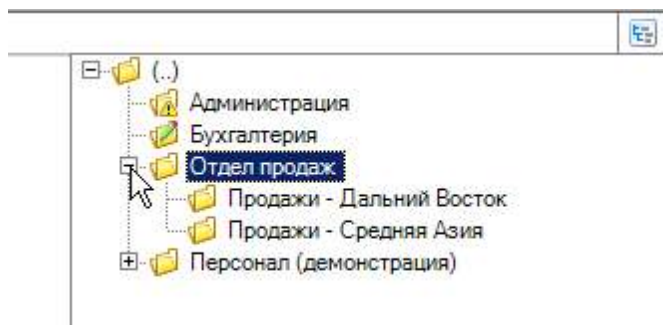 (..)
Администрация
Бухгалтерия
Отдел продаж
Продажи - Дальний Восток
Продажи - Средняя Азия
Персонал (демонстрация)